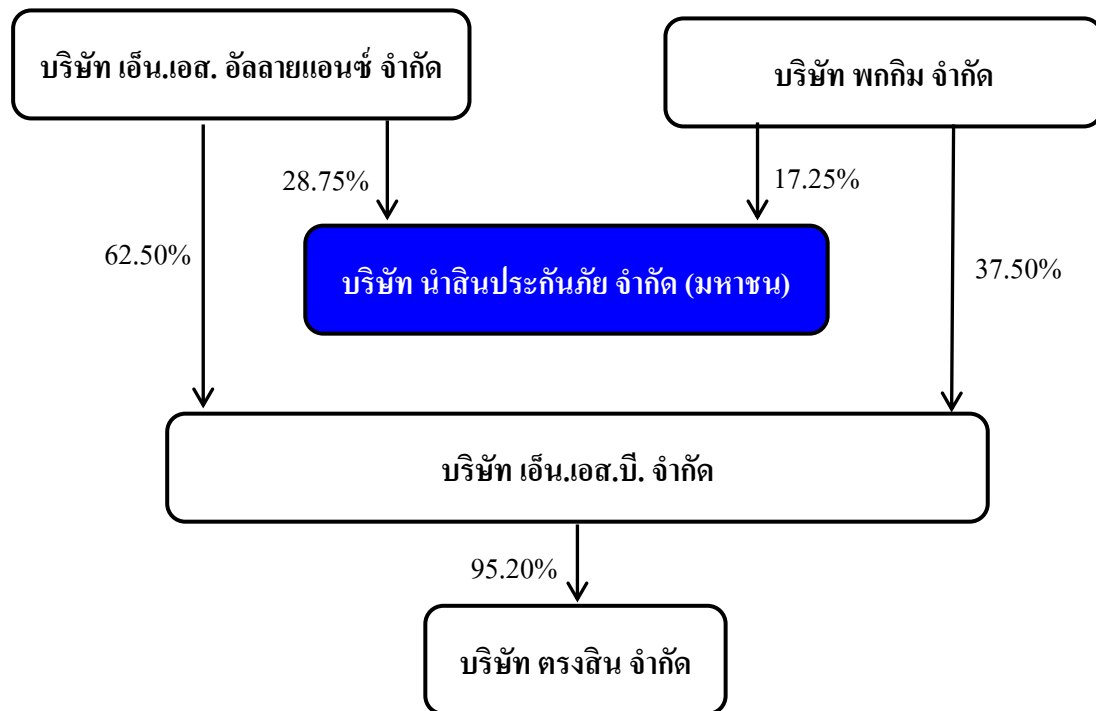 บริษัท เอ็น.เอส. อัลลายแอนซ์ จำกัด
บริษัท พกกิม จำกัด
28.75%
17.25%
62.50%
37.50%
บริษัท นำสินประกันภัย จำกัด (มหาชน)
บริษัท เอ็น.เอส.บี. จำกัด
95.20%
บริษัท ตรงสิน จำกัด